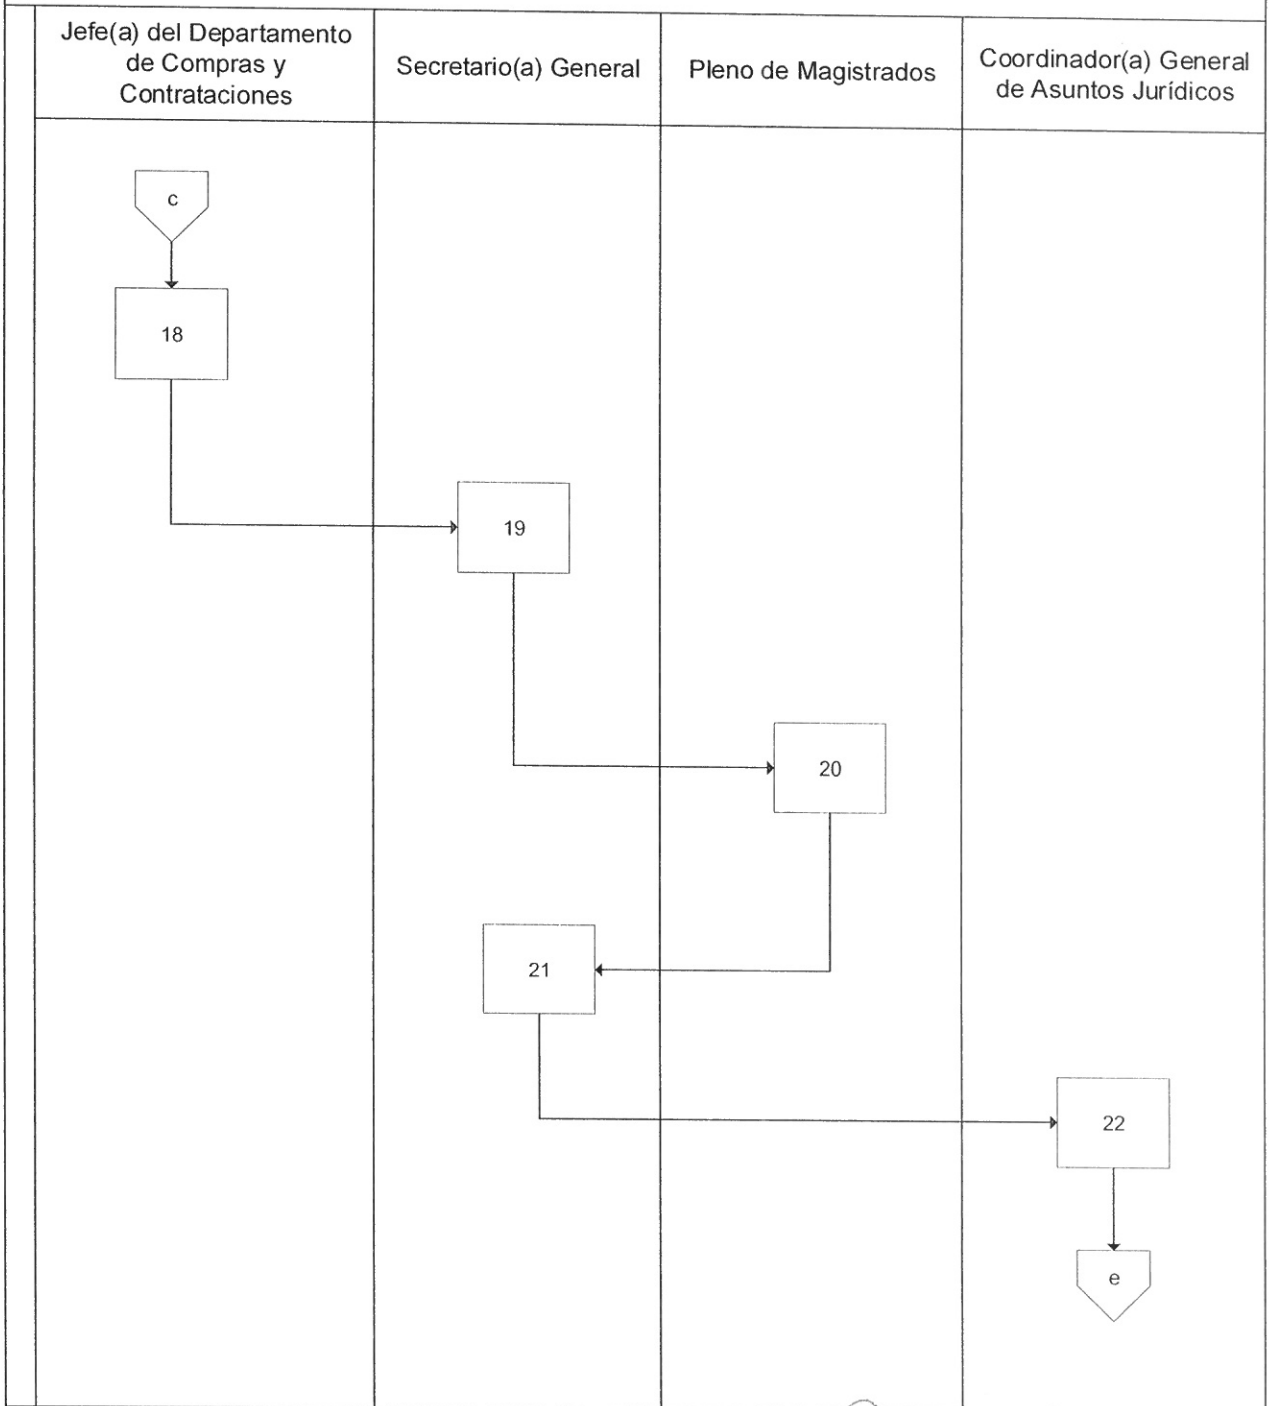 Jefe(a) del Departamento
de Compras y
Contrataciones
Secretario(a) General
Pleno de Magistrados
Coordinador(a) General
de Asuntos Jurídicos
c
18
19
20
21
22
e